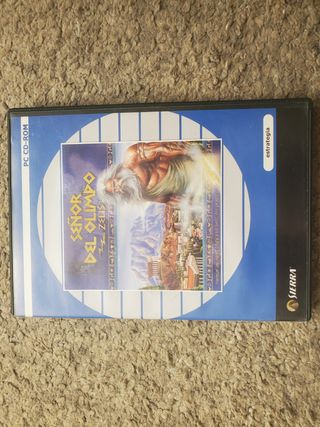 PC CD-ROM
SEÑOR
DEL OLIMPO
ZEUS
estrategia
SIERRA